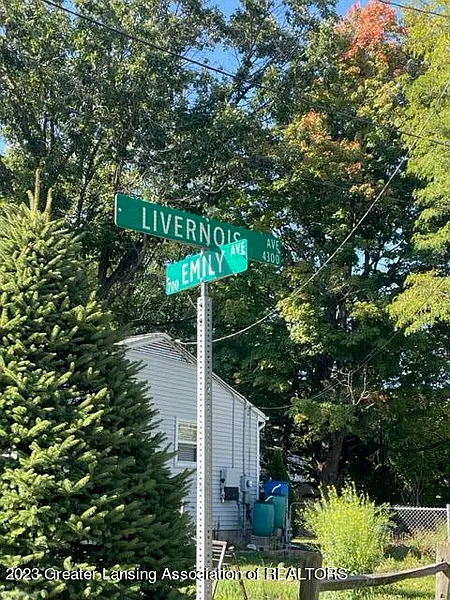 LIVERNOIS AVE
4300
EMILY AVE
700
2023 Greater Lansing Association of REALTORS®